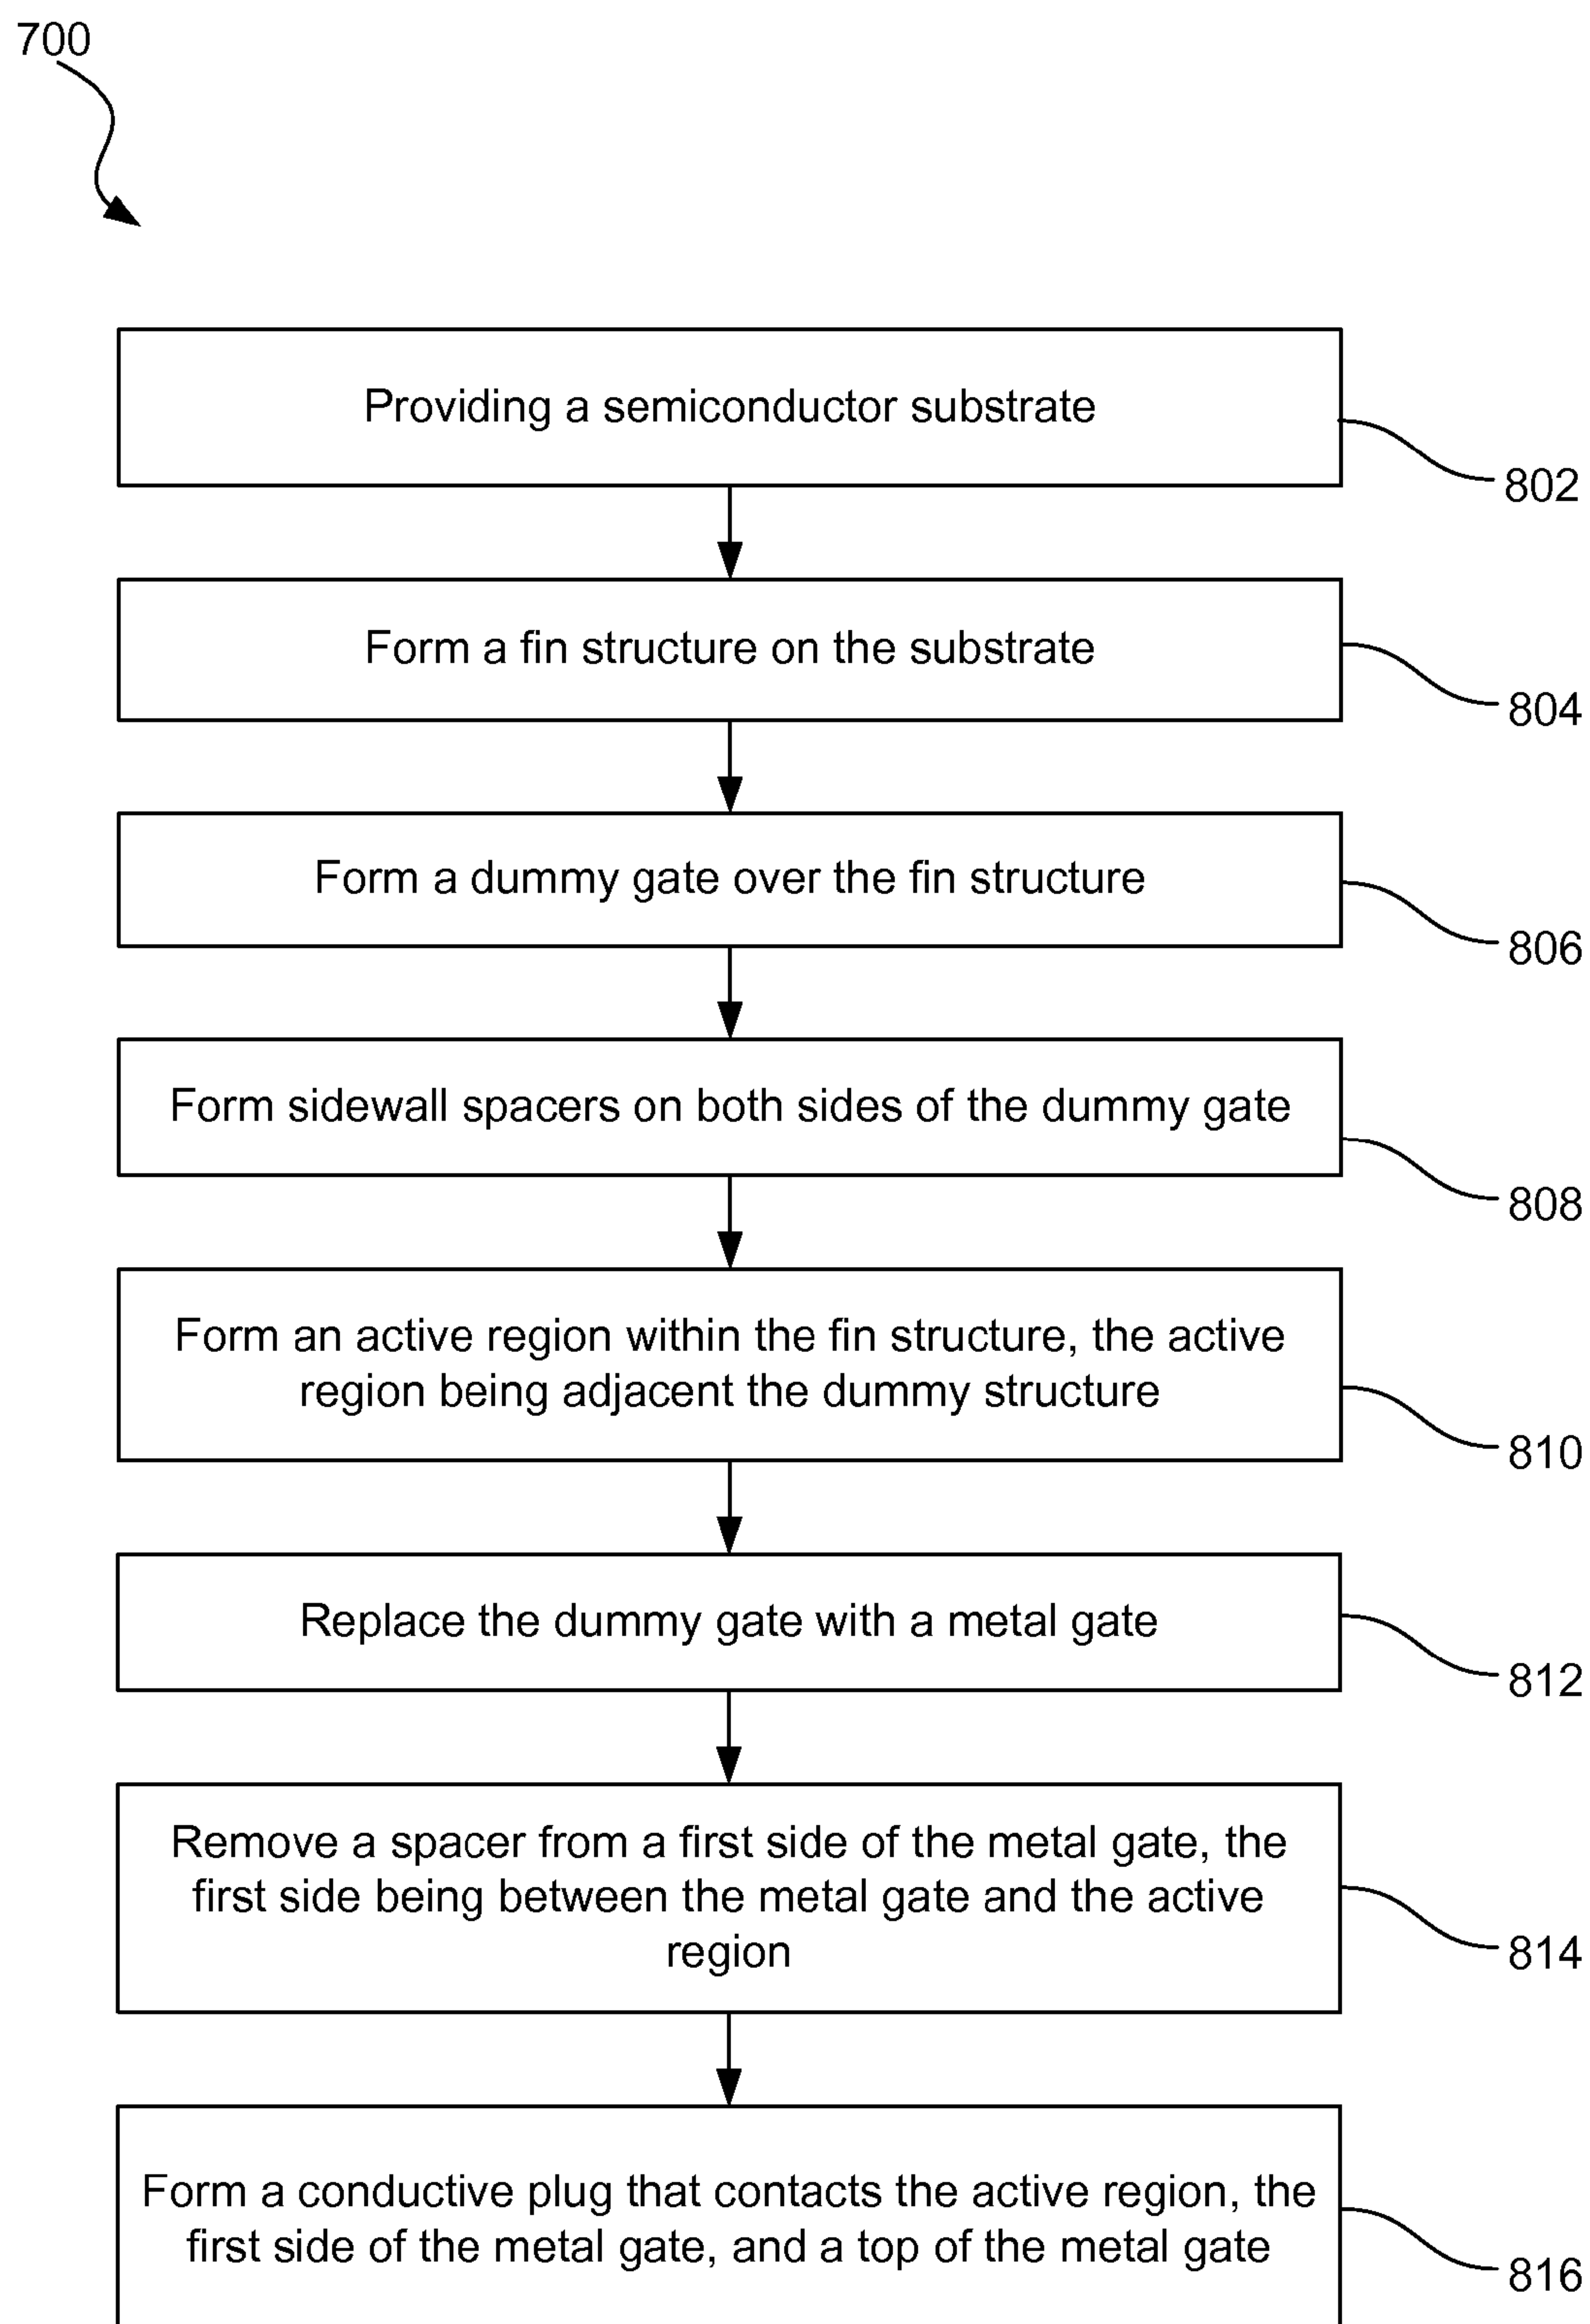 700
Providing a semiconductor substrate
802
Form a fin structure on the substrate
804
Form a dummy gate over the fin structure
806
Form sidewall spacers on both sides of the dummy gate
808
Form an active region within the fin structure, the active
region being adjacent the dummy structure
810
Replace the dummy gate with a metal gate
812
Remove a spacer from a first side of the metal gate, the
first side being between the metal gate and the active
region
814
Form a conductive plug that contacts the active region, the
first side of the metal gate, and a top of the metal gate
816